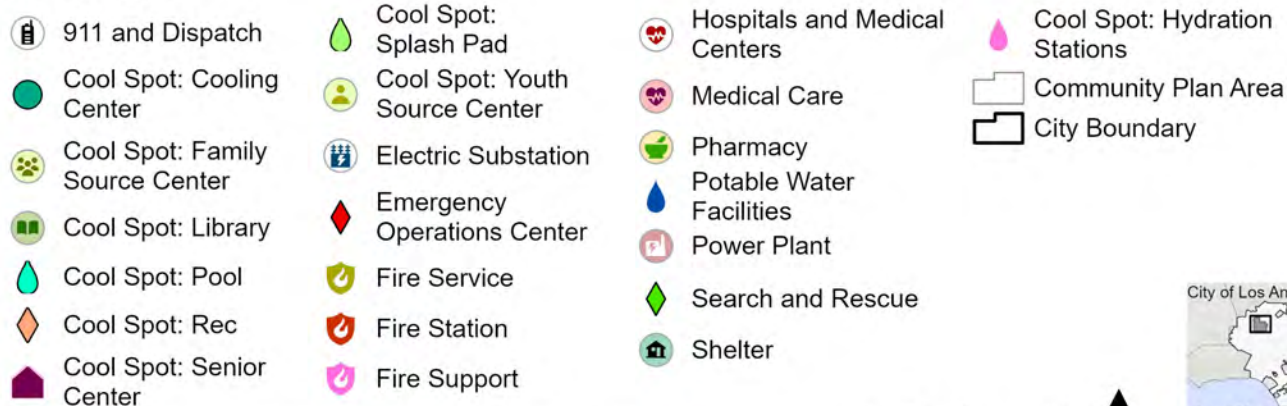 911 and Dispatch
Cool Spot: Cooling
Center
Cool Spot: Family
Source Center
Cool Spot: Library
Cool Spot: Pool
Cool Spot: Rec
Cool Spot: Senior
Center
Cool Spot:
Splash Pad
Cool Spot: Youth
Source Center
Electric Substation
Emergency
Operations Center
Fire Service
Fire Station
Fire Support
Hospitals and Medical
Centers
Medical Care
Pharmacy
Potable Water
Facilities
Power Plant
Search and Rescue
Shelter
Cool Spot: Hydration
Stations
Community Plan Area
City Boundary
City of Los An